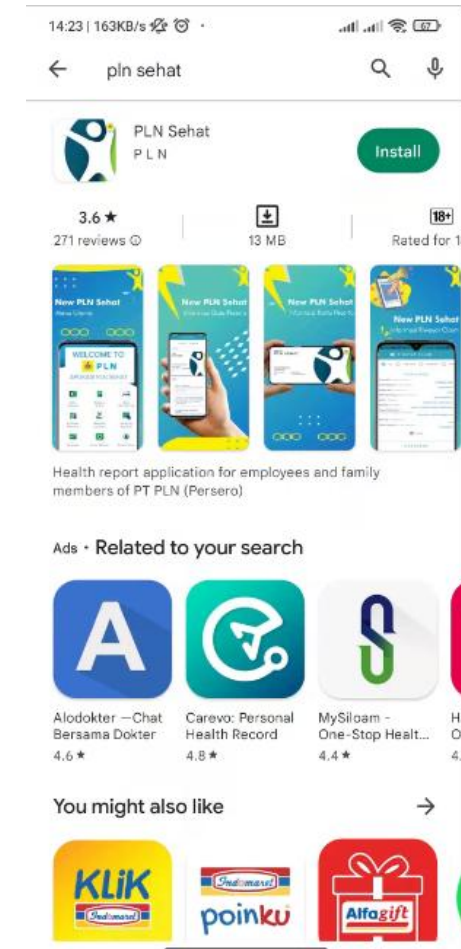 14:23 | 163KB/s
67
pln sehat
PLN Sehat
P L N
Install
3.6 ★
271 reviews
13 MB
18+
Rated for 1
New PLN Sehat
Menu Utama
WELCOME TO
PLN
New PLN Sehat
New PLN Sehat
New PLN Sehat
Health report application for employees and family
members of PT PLN (Persero)
Ads • Related to your search
A
Alodokter —Chat
Bersama Dokter
4.6 ★
Carevo: Personal
Health Record
4.8 ★
MySiloam -
One-Stop Healt...
4.4 ★
H
O
4.
You might also like
KLiK
Indomaret
Indomaret
poinku
Alfagift